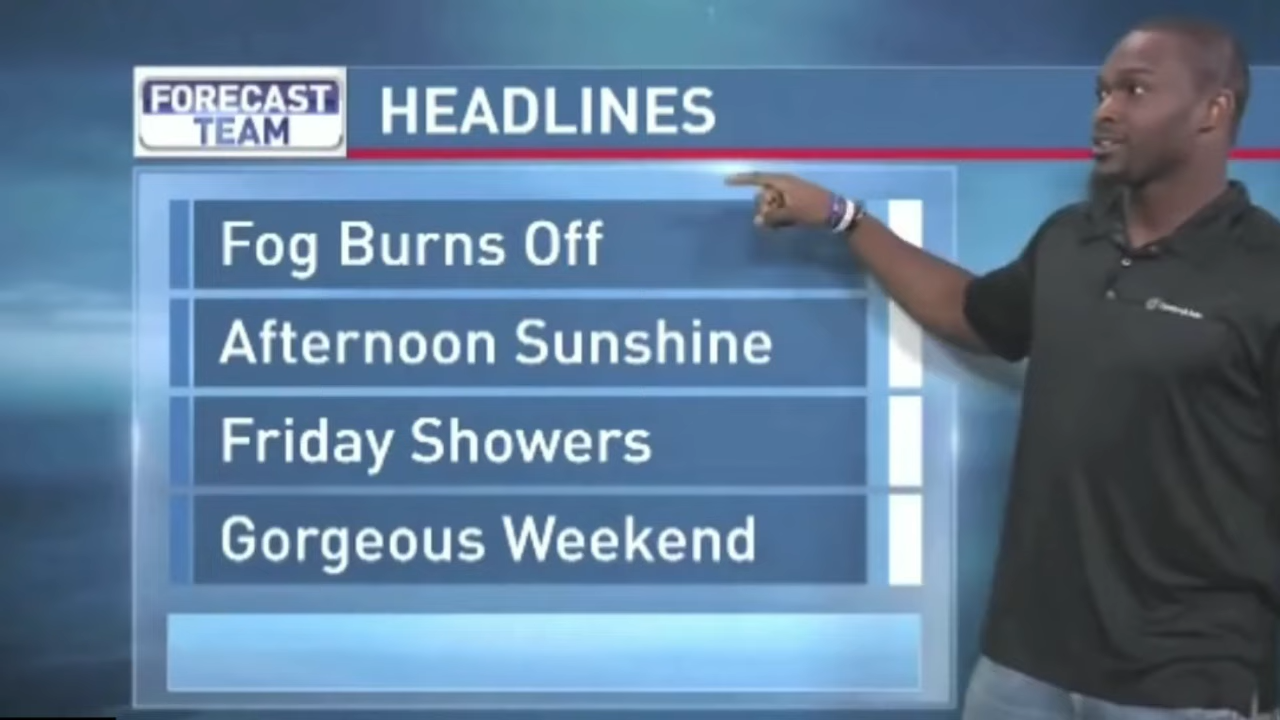 FORECAST
TEAM
HEADLINES
Fog Burns Off
Afternoon Sunshine
Friday Showers
Gorgeous Weekend